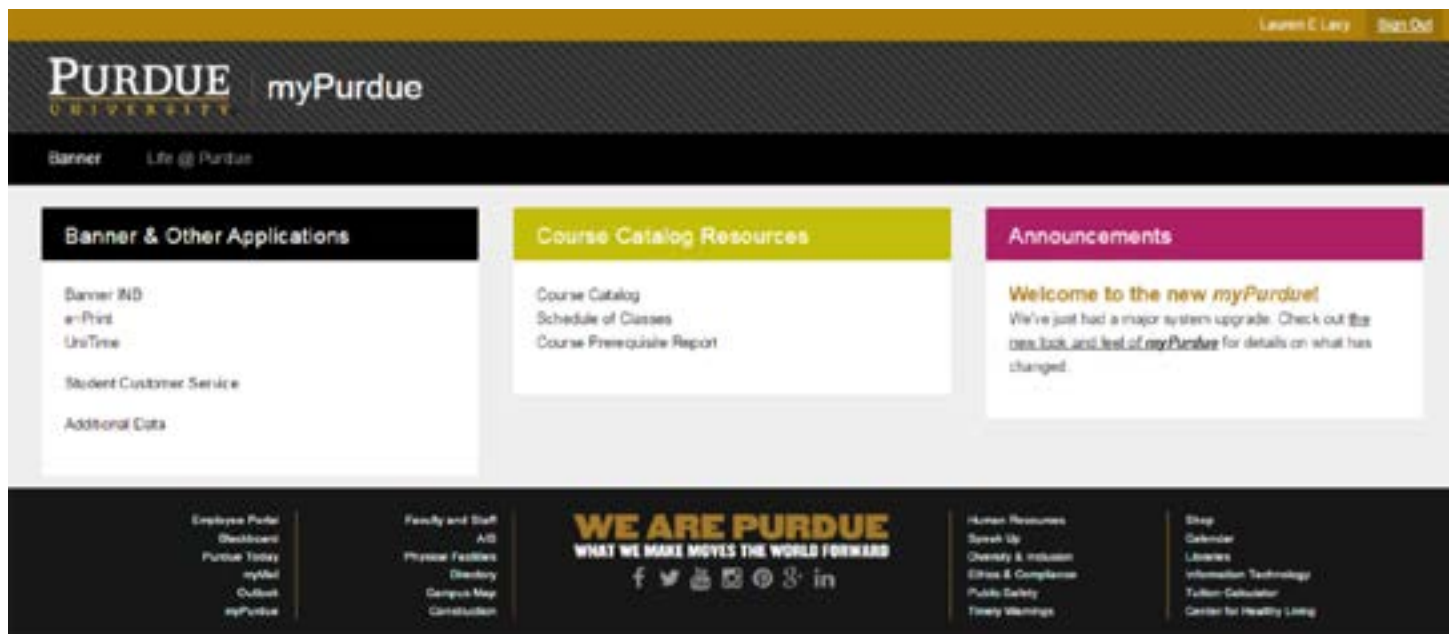 Lauren E Lavy Sign Out
PURDUE
UNIVERSITY
myPurdue
Banner Life @ Purdue
Banner & Other Applications
Banner INB
e~Print
UniTime
Student Customer Service
Additional Data
Course Catalog Resources
Course Catalog
Schedule of Classes
Course Prerequisite Report
Announcements
Welcome to the new myPurdue!
We've just had a major system upgrade. Check out the
new look and feel of myPurdue for details on what has
changed.
Employee Portal
Blackboard
Purdue Today
myMail
Outlook
myPurdue
Faculty and Staff
AIS
Physical Facilities
Directory
Campus Map
Construction
WE ARE PURDUE
WHAT WE MAKE MOVES THE WORLD FORWARD
Human Resources
Speak Up
Diversity & Inclusion
Ethics & Compliance
Public Safety
Timely Warnings
Shop
Calendar
Libraries
Information Technology
Tuition Calculator
Center for Healthy Living